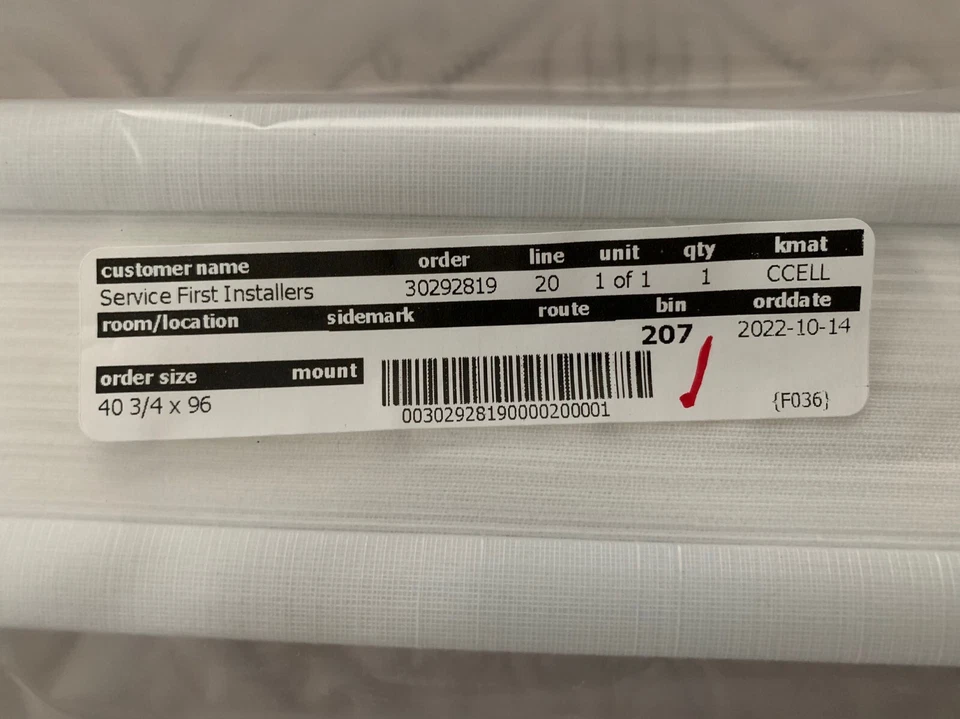 customer name order line unit qty kmat
Service First Installers 30292819 20 1 of 1 1 CCELL
room/location sidemark route bin orddate
207 2022-10-14
order size mount
40 3/4 x 96
00302928190000200001
{F036}